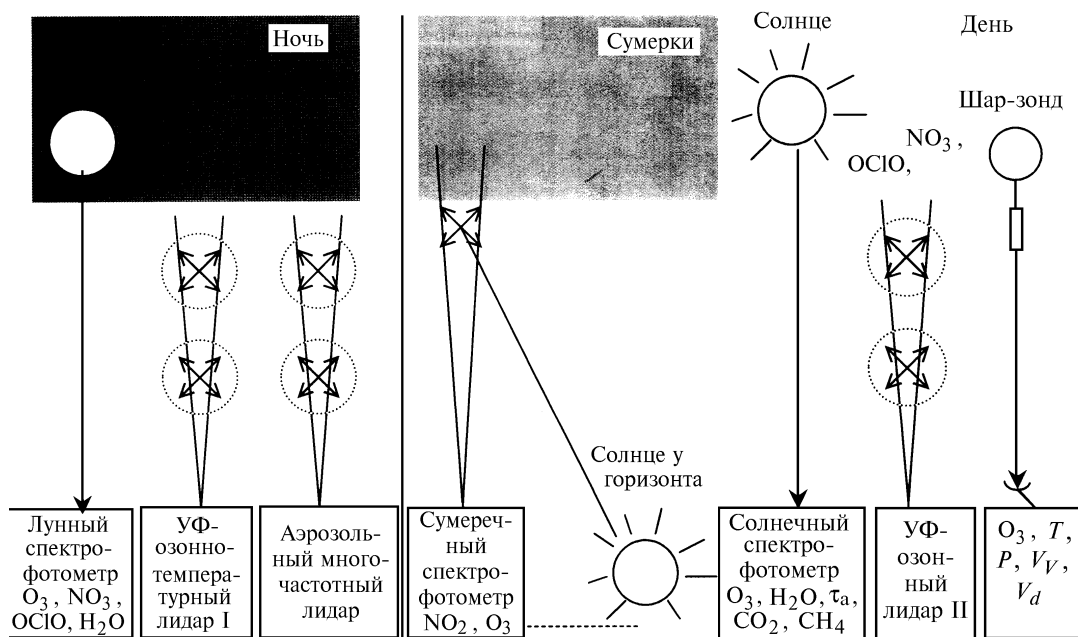 Ночь
Сумерки
Солнце
День
Шар-зонд
NO₃,
OClO,
Солнце у
горизонта
Лунный
спектро-
фотометр
O₃, NO₃,
OClO, H₂O
УФ-
озонно-
темпера-
турный
лидар I
Аэрозоль-
ный много-
частотный
лидар
Сумереч-
ный
спектро-
фотометр
NO₂, O₃
Солнечный
спектро-
фотометр
O₃, H₂O, τₐ,
CO₂, CH₄
УФ-
озон-
ный
лидар II
O₃, T,
P, V_V,
V_d